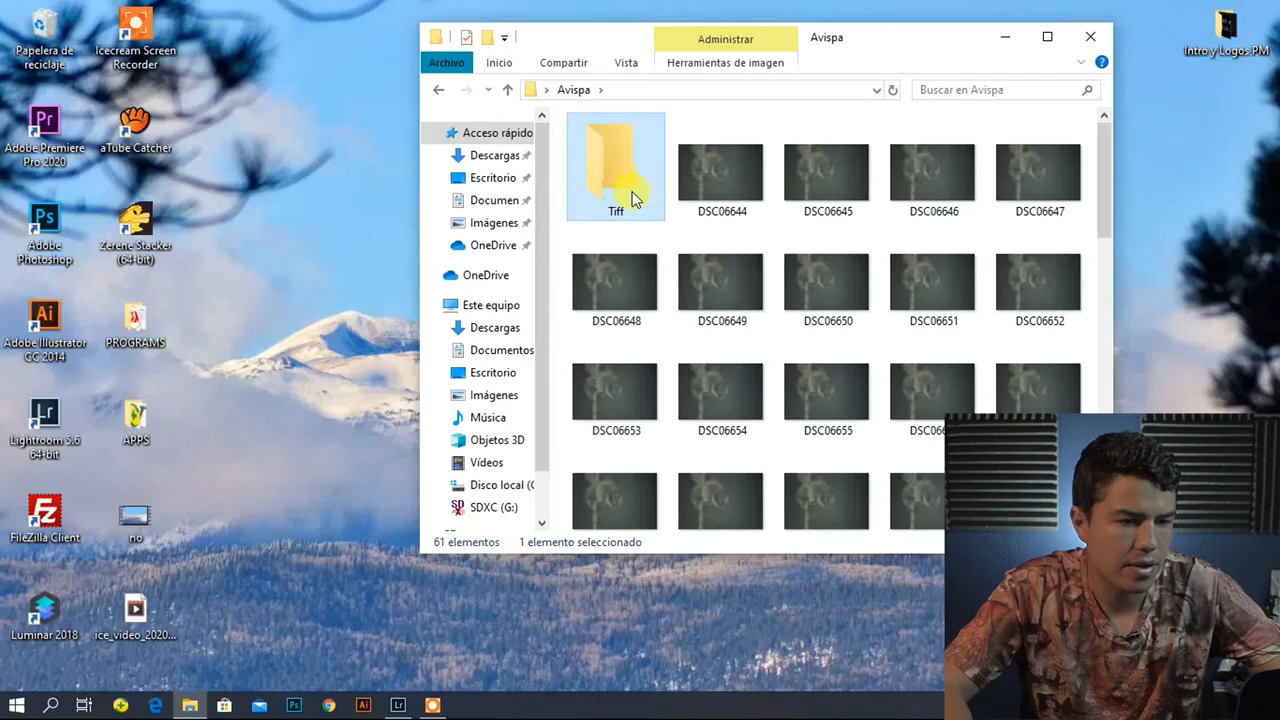 Papelera de
reciclaje
Icecream Screen
Recorder
Adobe Premiere
Pro 2020
aTube Catcher
Adobe
Photoshop
Zerene Stacker
(64-bit)
Adobe Illustrator
CC 2014
PROGRAMS
Lightroom 5.6
64-bit
APPS
FileZilla Client
no
Luminar 2018
ice_video_2020...
Intro y Logos PM
Administrar
Avispa
Archivo
Inicio
Compartir
Vista
Herramientas de imagen
Avispa
Buscar en Avispa
Acceso rápido
Descargas
Escritorio
Documen
Imágenes
OneDrive
OneDrive
Este equipo
Descargas
Documentos
Escritorio
Imágenes
Música
Objetos 3D
Vídeos
Disco local (
SDXC (G:)
Tiff
DSC06644
DSC06645
DSC06646
DSC06647
DSC06648
DSC06649
DSC06650
DSC06651
DSC06652
DSC06653
DSC06654
DSC06655
61 elementos
1 elemento seleccionado